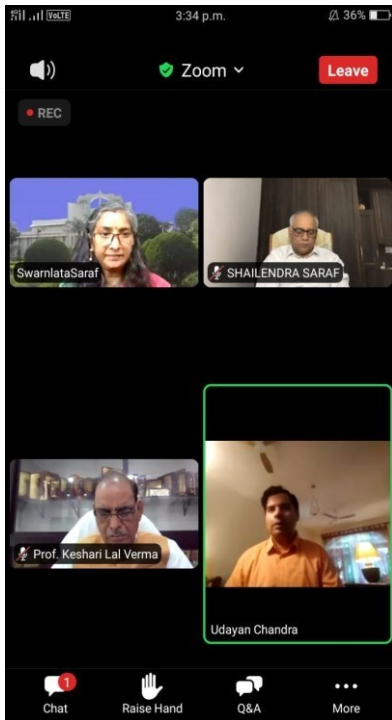 VoLTE 3:34 p.m. 36%
Zoom
Leave
REC
SwarnlataSaraf
SHAILENDRA SARAF
Prof. Keshari Lal Verma
Udayan Chandra
1
Chat
Raise Hand
Q&A
More